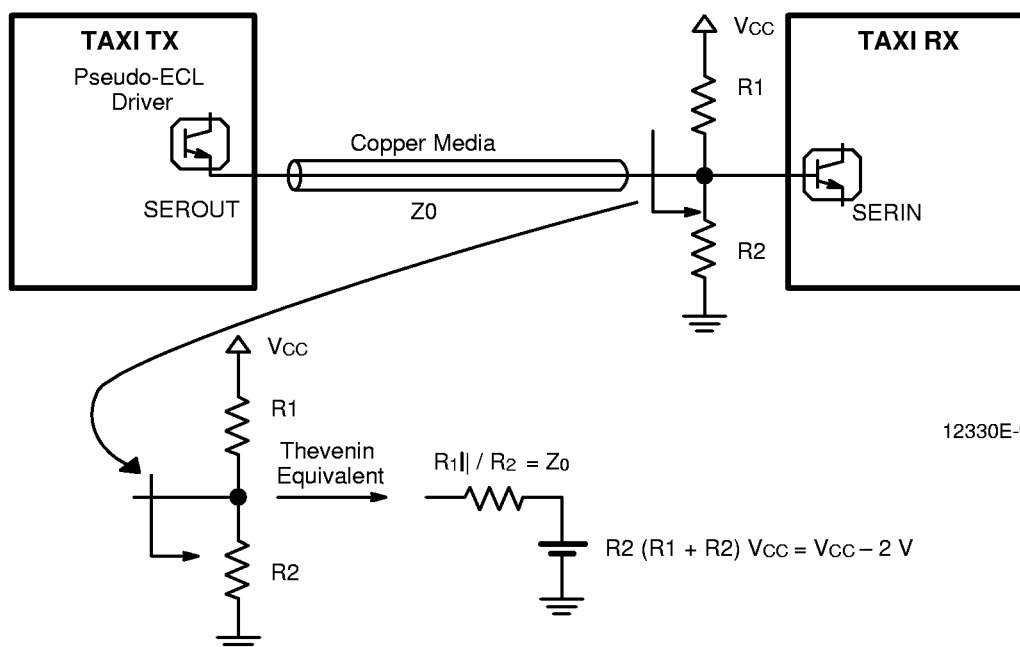 TAXI TX
Pseudo-ECL
Driver
SEROUT
Copper Media
Z0
VCC
R1
R2
TAXI RX
SERIN
VCC
R1
R2
Thevenin
Equivalent
R1|| / R2 = Z0
R2 (R1 + R2) VCC = VCC – 2 V
12330E-